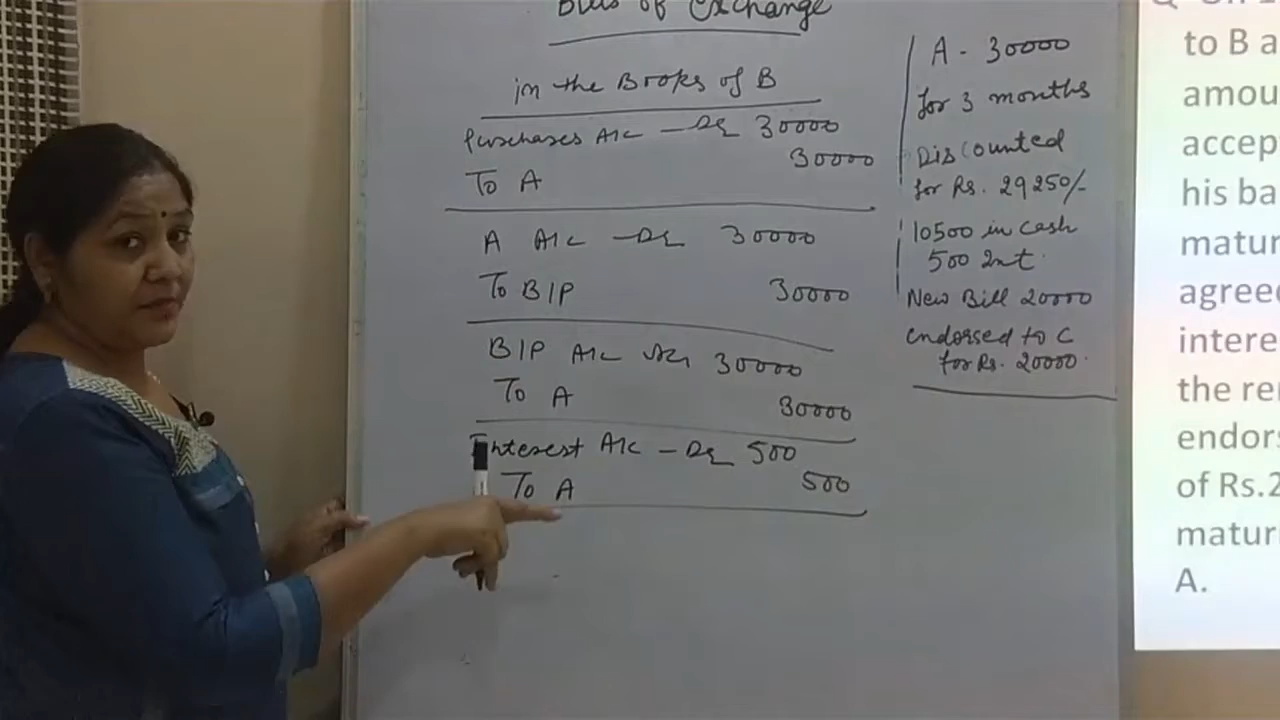 Bills of Exchange
in the Books of B
Purchases A/c - Dr 30000
To A 30000
A A/c - Dr 30000
To B/P 30000
B/P A/c Dr 30000
To A 30000
Interest A/c - Dr 500
To A 500
A - 30000
for 3 months
Discounted
for Rs. 29250/-
10500 in cash
500 Int.
New Bill 20000
endorsed to C
for Rs. 20000.
to B a
amou
accep
his ba
matur
agreed
intere
the re
endors
of Rs.2
maturi
A.